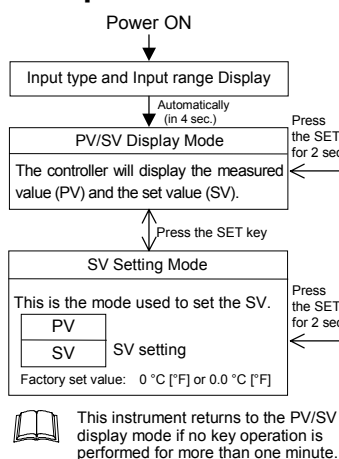 Power ON
Input type and Input range Display
Automatically
(in 4 sec.)
Press
the SET
for 2 sec
PV/SV Display Mode
The controller will display the measured
value (PV) and the set value (SV).
Press the SET key
SV Setting Mode
Press
the SET
for 2 sec
This is the mode used to set the SV.
PV
SV SV setting
Factory set value: 0 °C [°F] or 0.0 °C [°F]
This instrument returns to the PV/SV
display mode if no key operation is
performed for more than one minute.